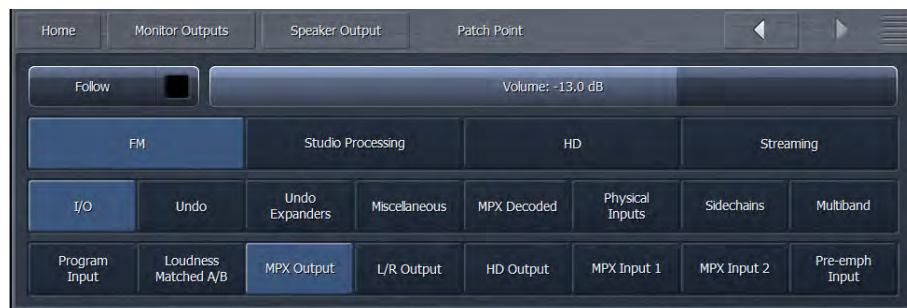 Home Monitor Outputs Speaker Output Patch Point
Follow Volume: -13.0 dB
FM Studio Processing HD Streaming
I/O Undo Undo Expanders Miscellaneous MPX Decoded Physical Inputs Sidechains Multiband
Program Input Loudness Matched A/B MPX Output L/R Output HD Output MPX Input 1 MPX Input 2 Pre-emph Input